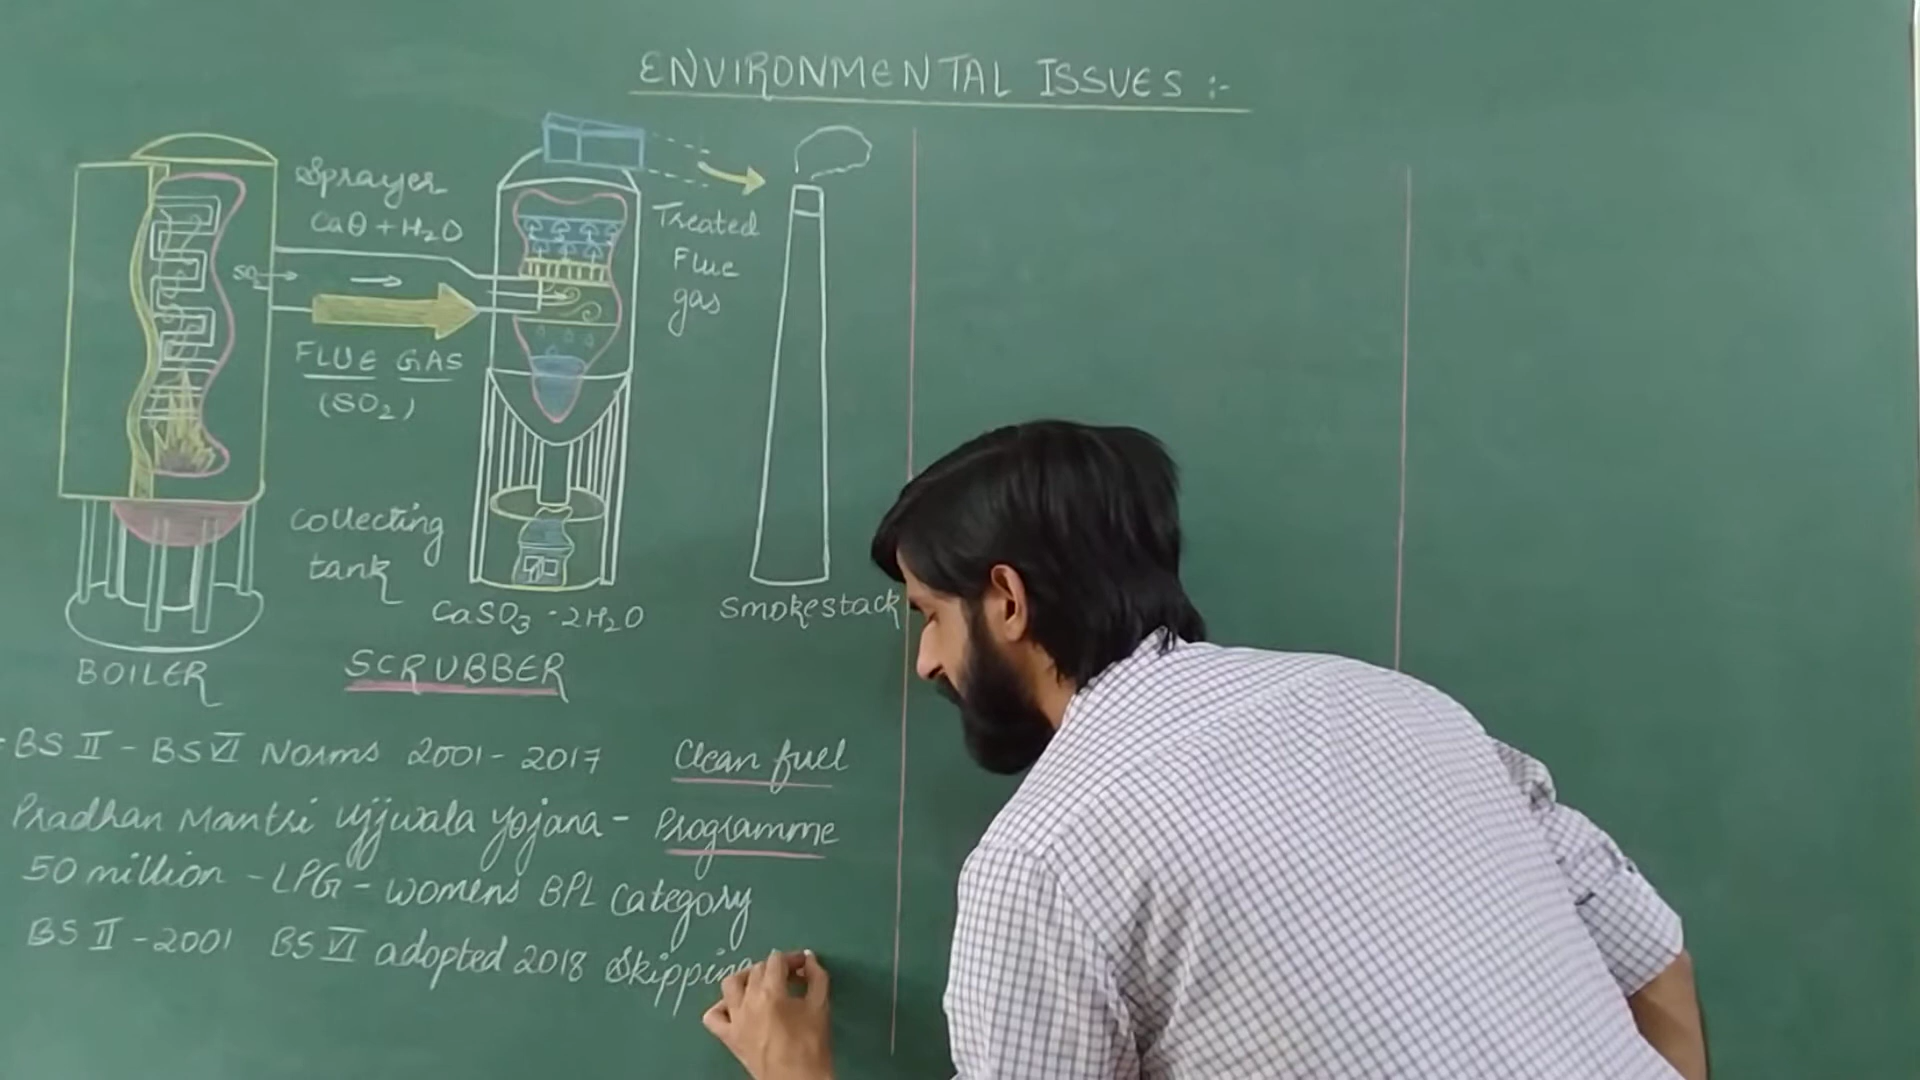 ENVIRONMENTAL ISSUES :-
Sprayer
CaO + H2O
SO2
FLUE GAS
(SO2)
Treated
Flue
gas
Collecting
tank
CaSO3 · 2H2O
Smokestack
BOILER
SCRUBBER
BS II - BS VI Norms 2001 - 2017
Clean fuel
Pradhan Mantri Ujjwala Yojana - Programme
50 million - LPG - womens BPL Category
BS II - 2001 BS VI adopted 2018 Skipping